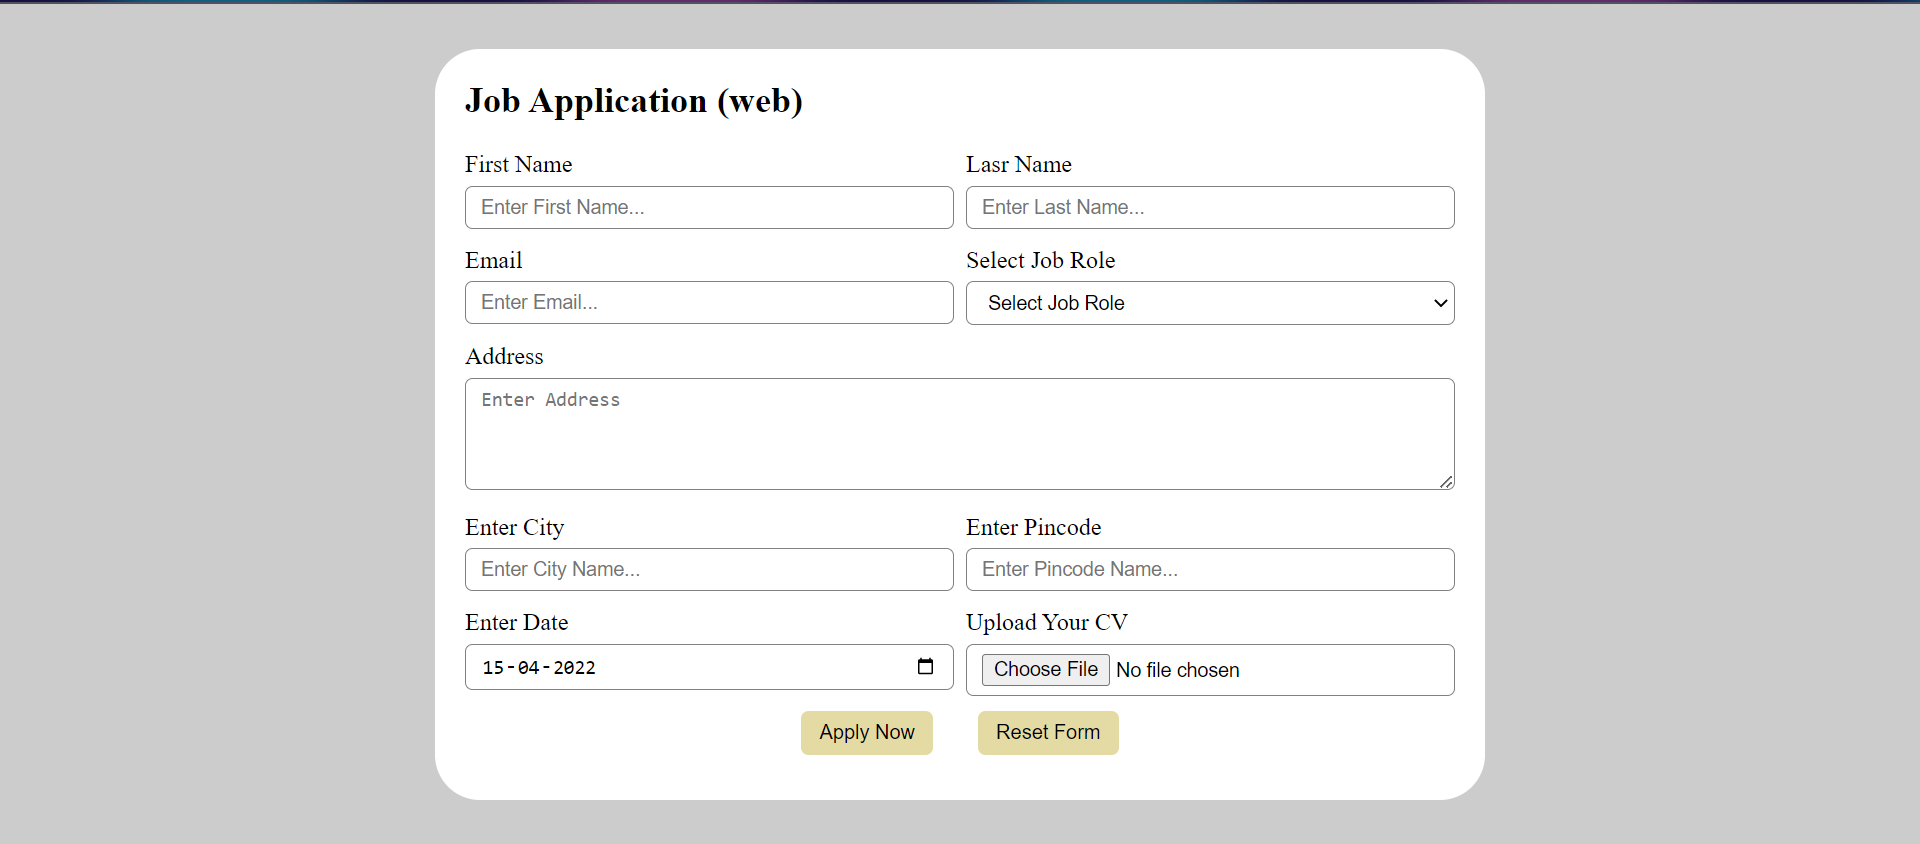 Job Application (web)
First Name
Lasr Name
Enter First Name...
Enter Last Name...
Email
Select Job Role
Enter Email...
Select Job Role
Address
Enter Address
Enter City
Enter Pincode
Enter City Name...
Enter Pincode Name...
Enter Date
Upload Your CV
15-04-2022
Choose File No file chosen
Apply Now
Reset Form